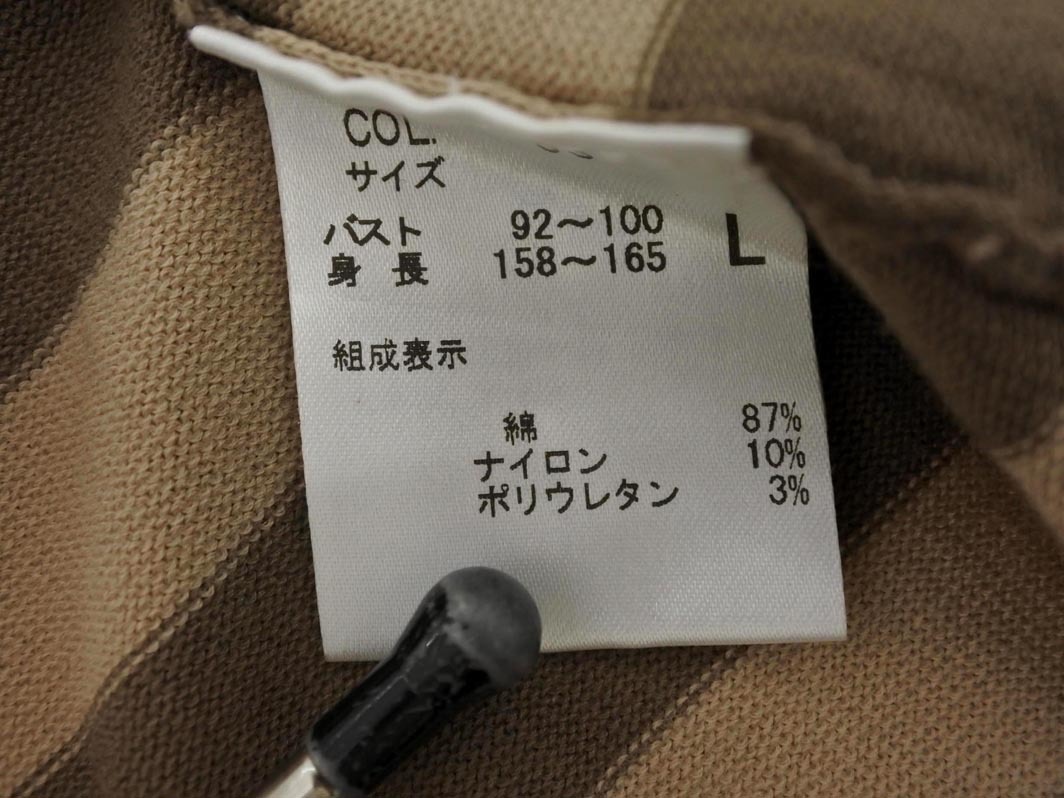 COL.
サイズ
バスト 92～100 L
身長 158～165
組成表示
綿 87%
ナイロン 10%
ポリウレタン 3%